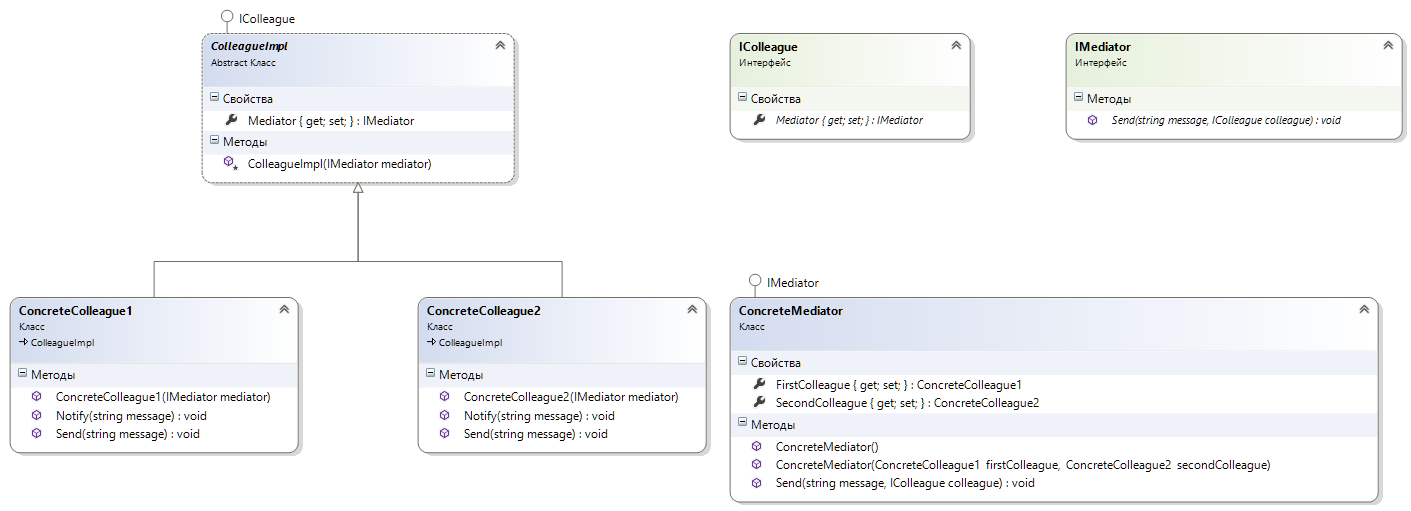 IColleague
ColleagueImpl
Abstract Класс
Свойства
Mediator { get; set; } : IMediator
Методы
ColleagueImpl(IMediator mediator)
IColleague
Интерфейс
Свойства
Mediator { get; set; } : IMediator
IMediator
Интерфейс
Методы
Send(string message, IColleague colleague) : void
ConcreteColleague1
Класс
ColleagueImpl
Методы
ConcreteColleague1(IMediator mediator)
Notify(string message) : void
Send(string message) : void
ConcreteColleague2
Класс
ColleagueImpl
Методы
ConcreteColleague2(IMediator mediator)
Notify(string message) : void
Send(string message) : void
IMediator
ConcreteMediator
Класс
Свойства
FirstColleague { get; set; } : ConcreteColleague1
SecondColleague { get; set; } : ConcreteColleague2
Методы
ConcreteMediator()
ConcreteMediator(ConcreteColleague1 firstColleague, ConcreteColleague2 secondColleague)
Send(string message, IColleague colleague) : void